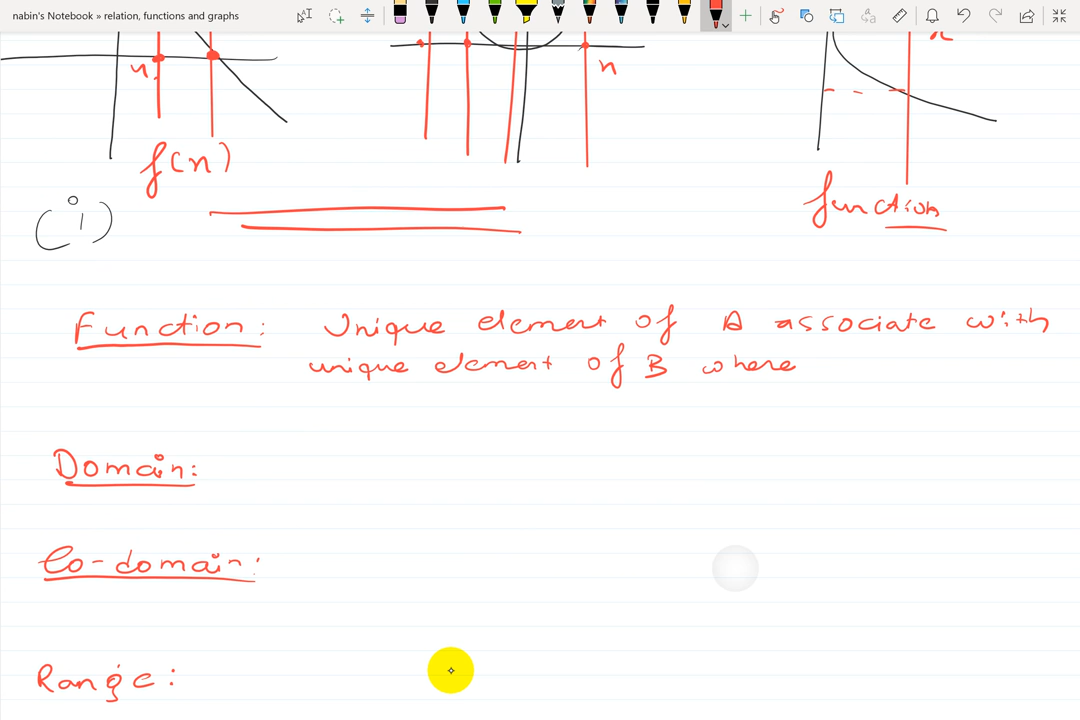 nabin's Notebook » relation, functions and graphs
x
x
n
f(n)
function
(i)
Function: Unique element of A associate with
unique element of B where
Domain:
Co-domain:
Range: